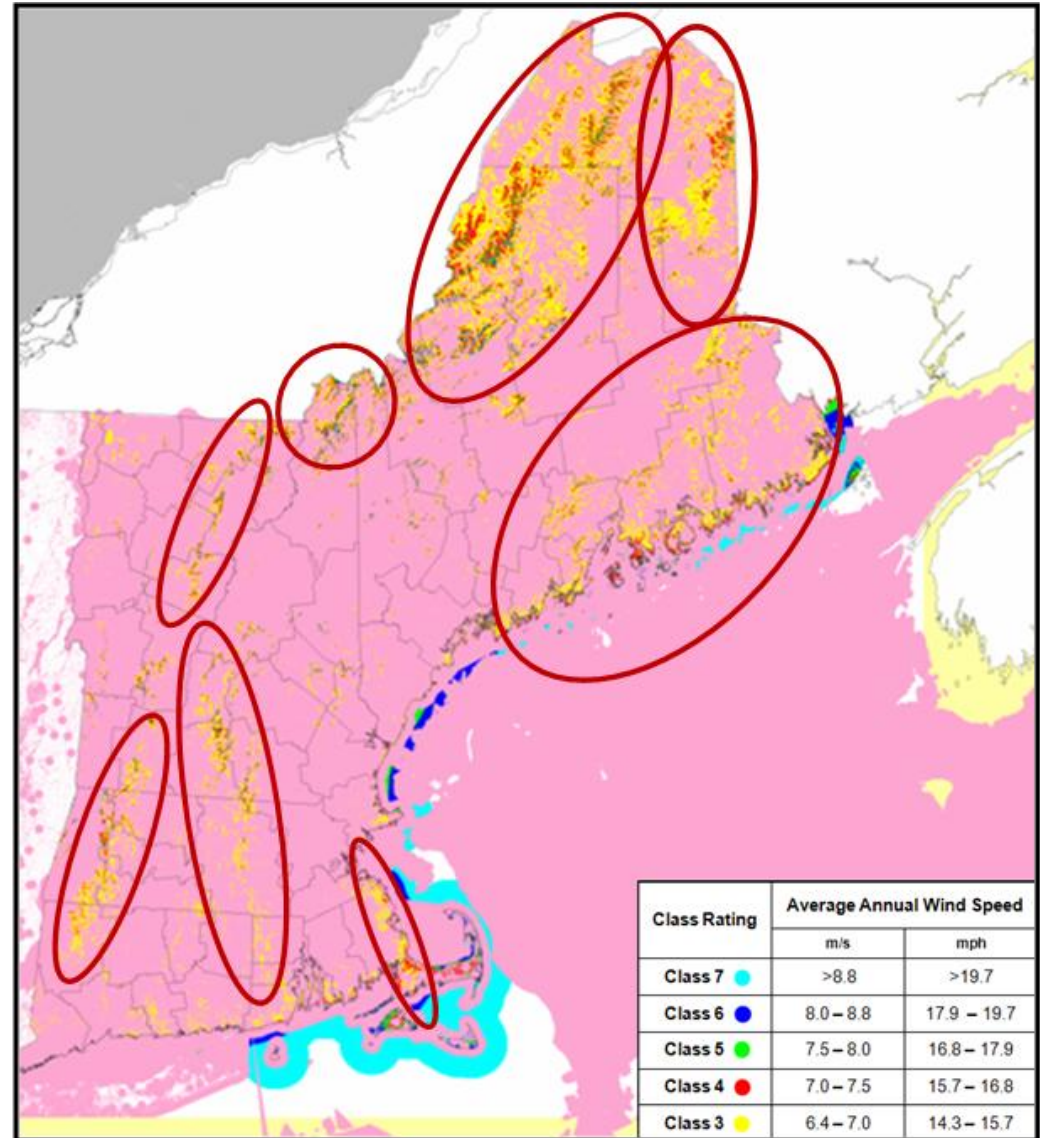 Class Rating Average Annual Wind Speed
m/s mph
Class 7 >8.8 >19.7
Class 6 8.0 – 8.8 17.9 – 19.7
Class 5 7.5 – 8.0 16.8 – 17.9
Class 4 7.0 – 7.5 15.7 – 16.8
Class 3 6.4 – 7.0 14.3 – 15.7